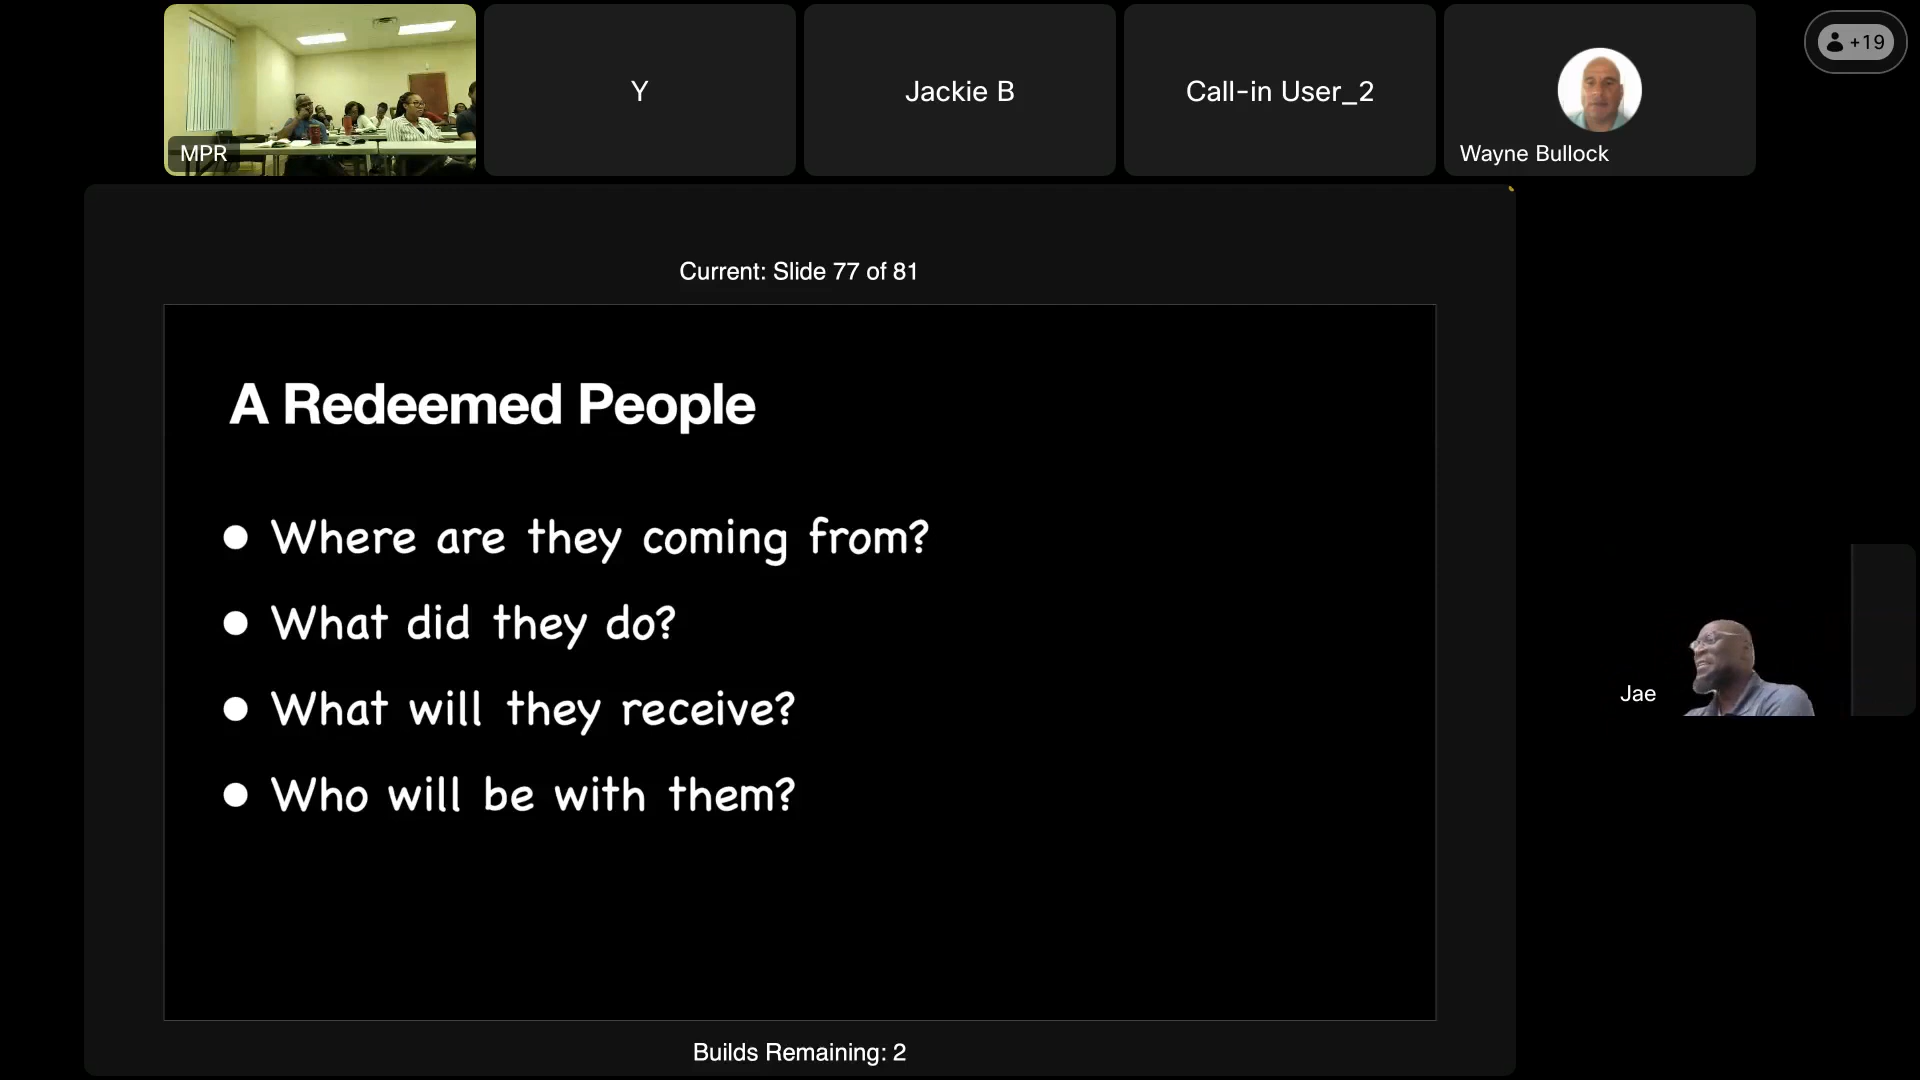 MPR
Y
Jackie B
Call-in User_2
Wayne Bullock
+19
Current: Slide 77 of 81
A Redeemed People
Where are they coming from?
What did they do?
What will they receive?
Who will be with them?
Jae
Builds Remaining: 2